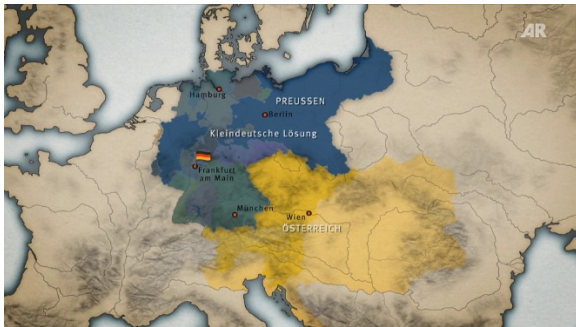 AR
Hamburg
PREUSSEN
Berlin
Kleindeutsche Lösung
Frankfurt
am Main
München
Wien
ÖSTERREICH